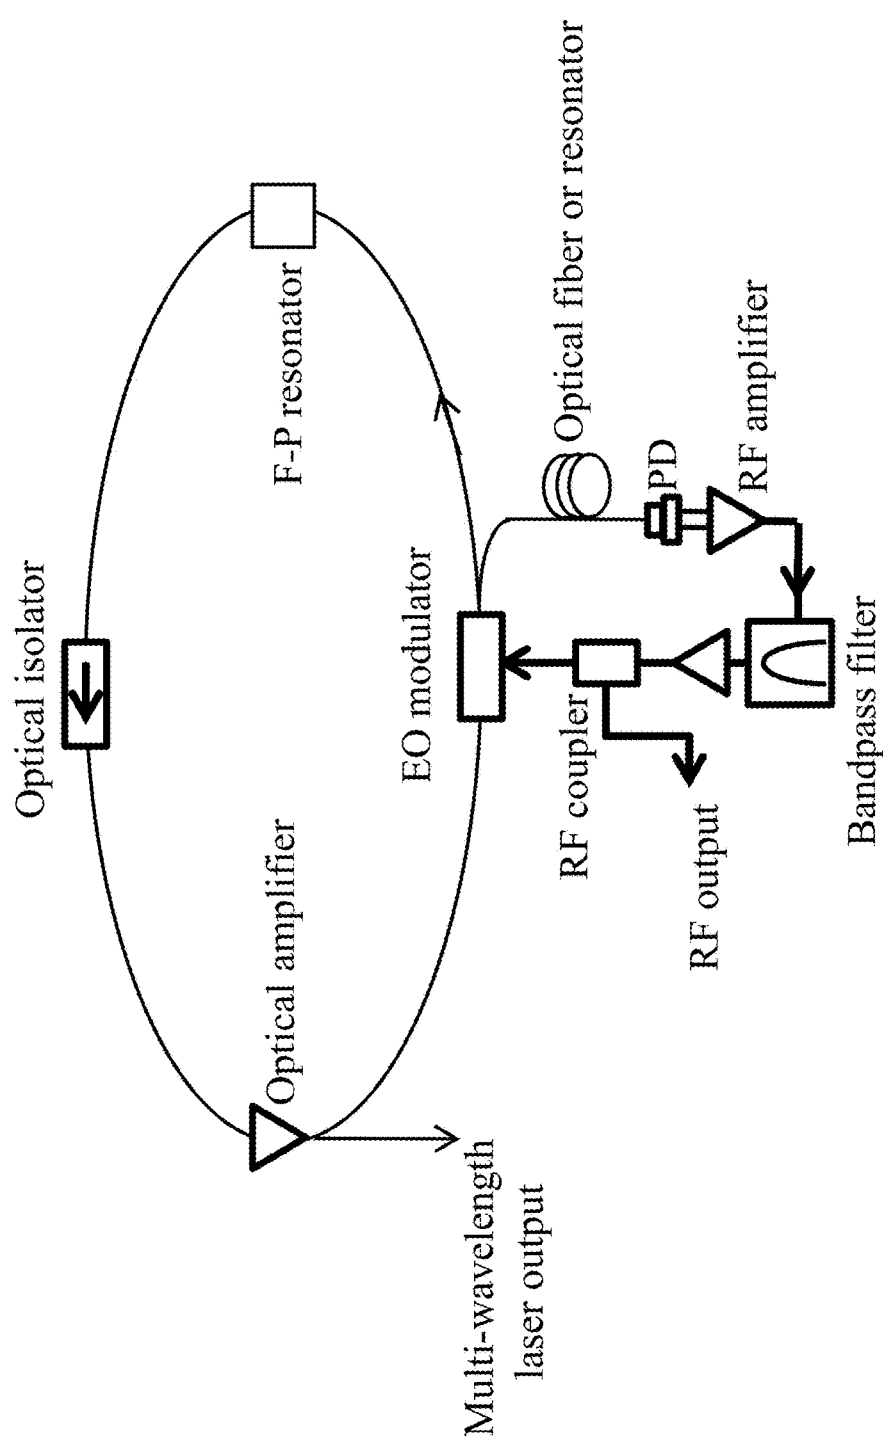 Optical isolator
Optical amplifier
F-P resonator
EO modulator
Multi-wavelength
laser output
Optical fiber or resonator
RF coupler
PD
RF output
RF amplifier
Bandpass filter